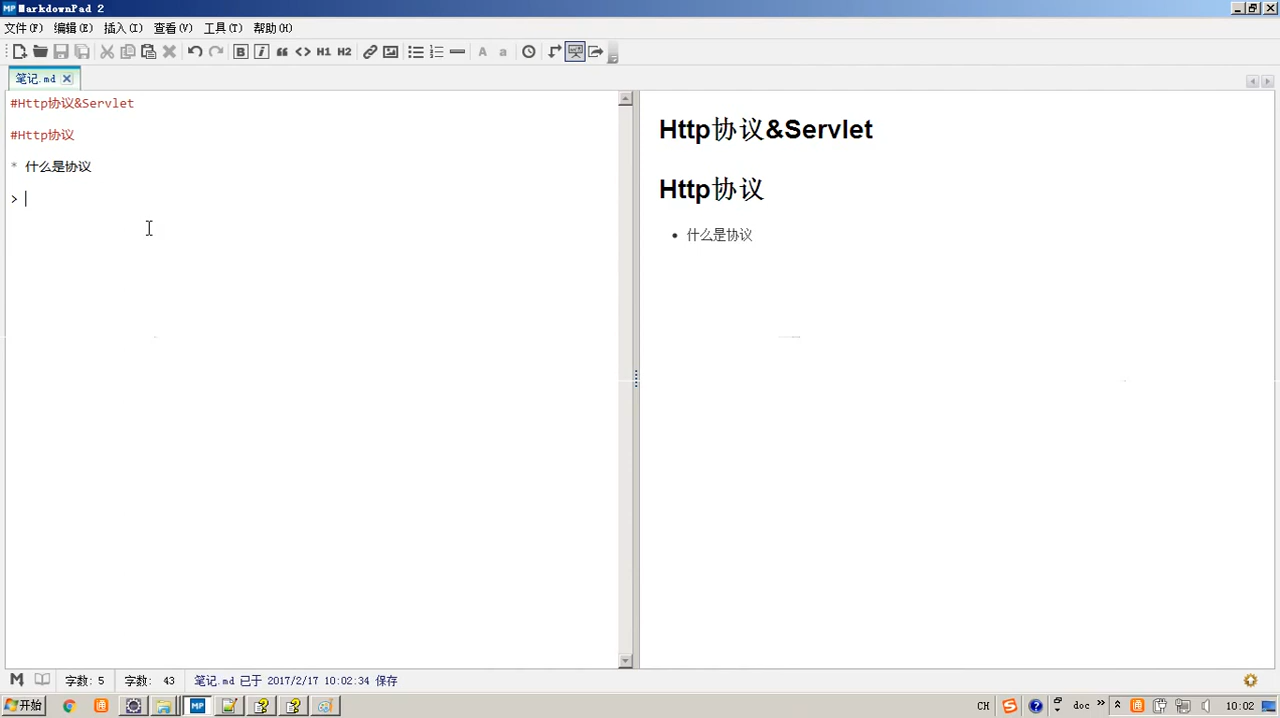 MarkdownPad 2
文件(F) 编辑(E) 插入(I) 查看(V) 工具(T) 帮助(H)
B i H1 H2 A a
笔记.md
#Http协议&Servlet
#Http协议
* 什么是协议
>
Http协议&Servlet
Http协议
• 什么是协议
字数: 5 字数: 43 笔记.md 已于 2017/2/17 10:02:34 保存
开始 MP CH doc 10:02